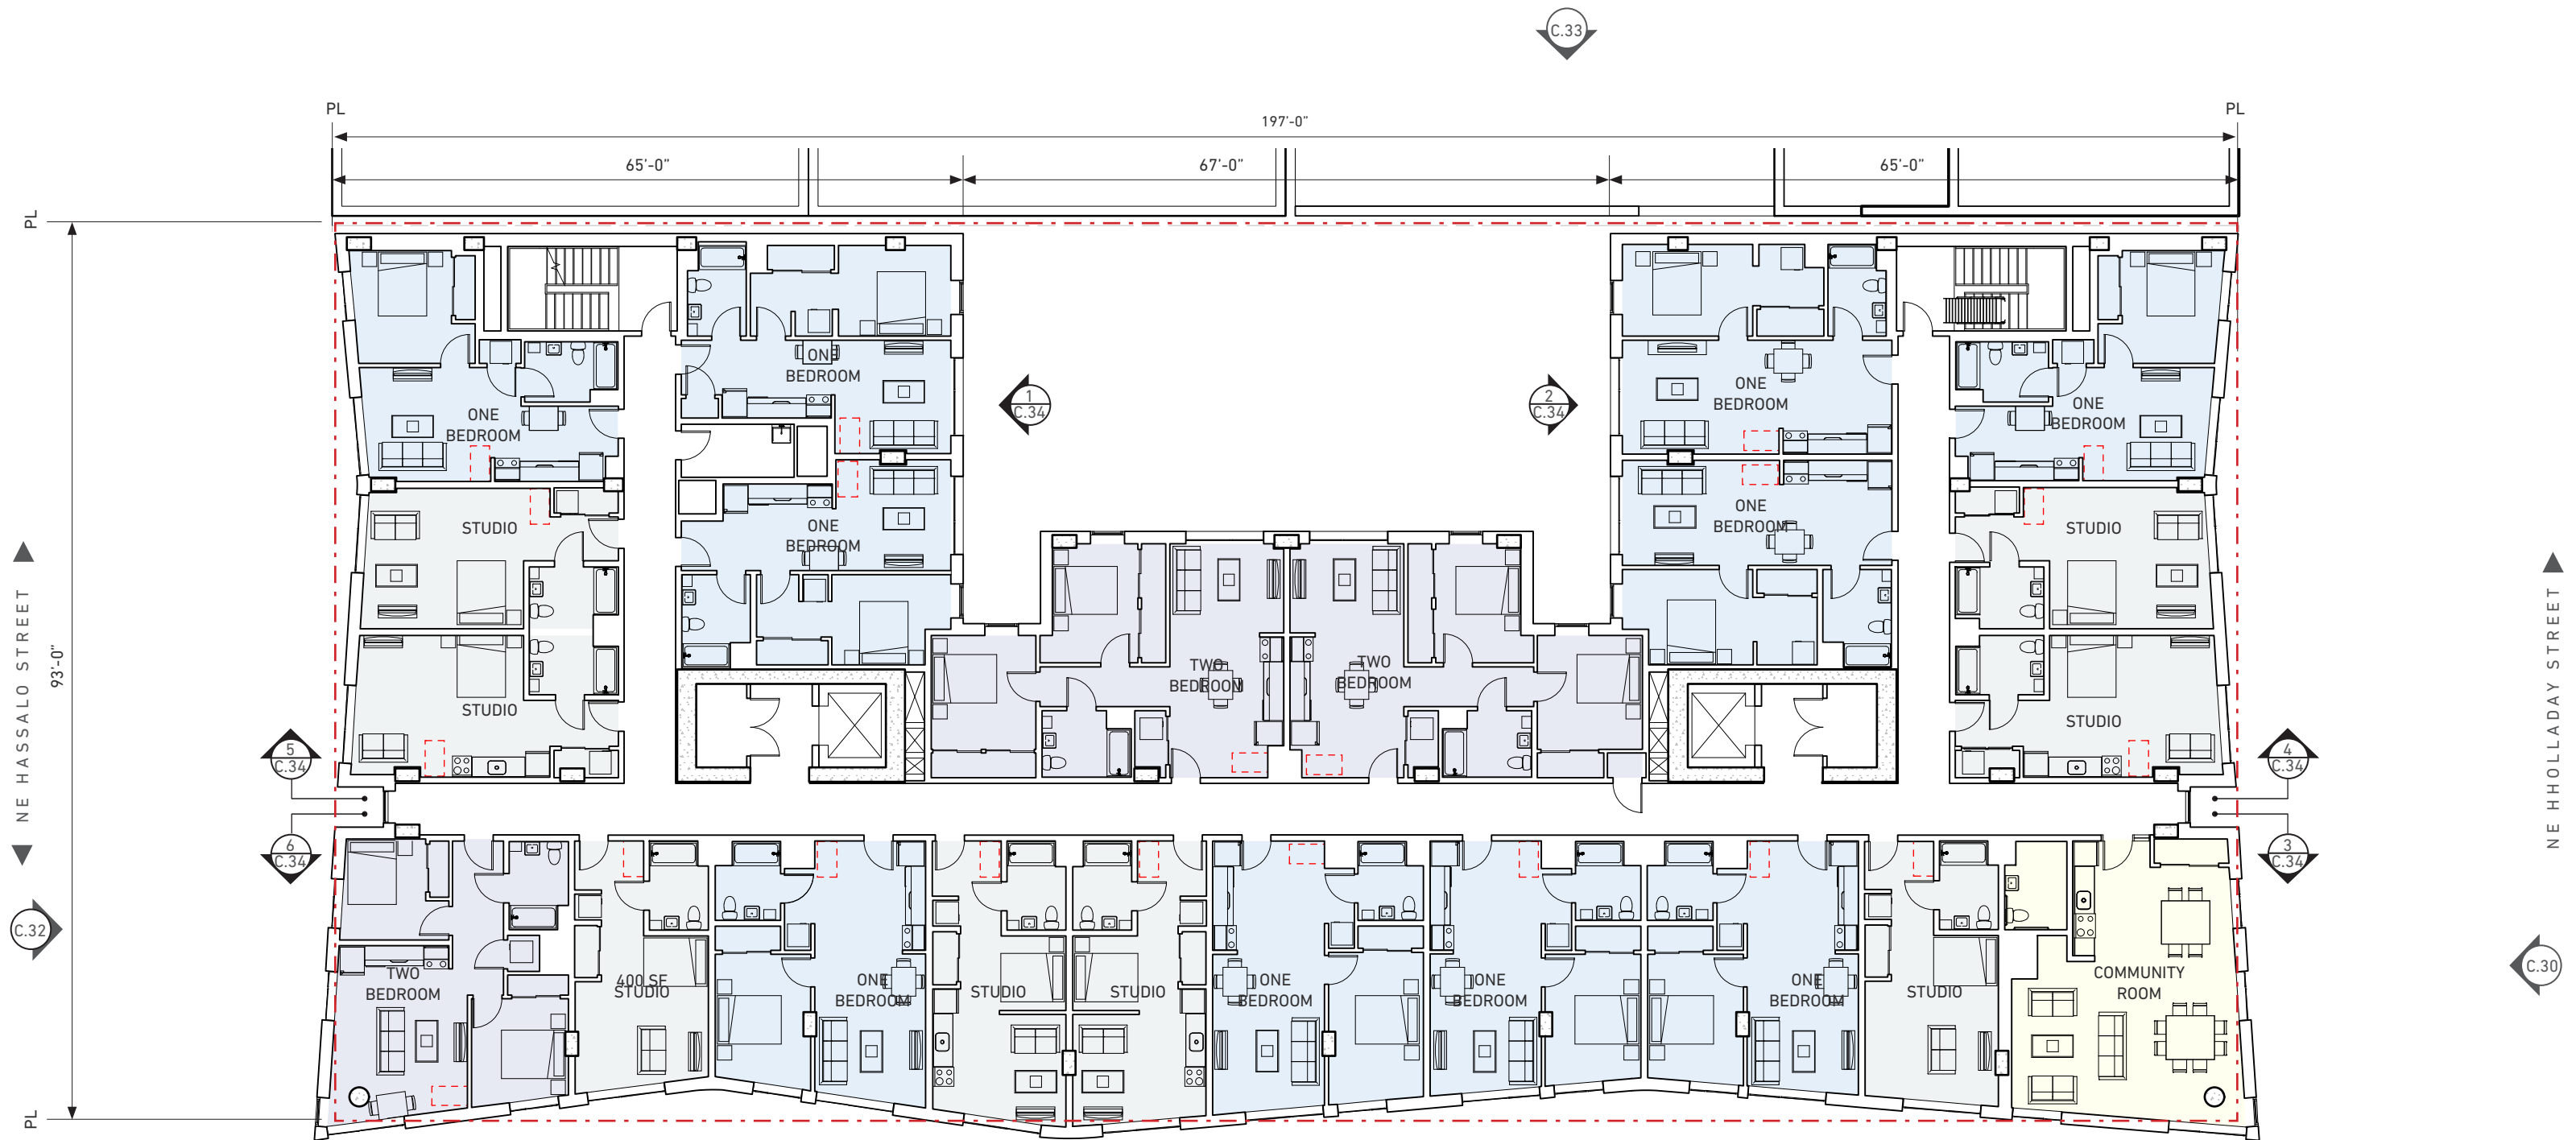 C.33
PL
PL
197'-0"
65'-0"
67'-0"
65'-0"
PL
ONE
BEDROOM
ONE
BEDROOM
ONE
BEDROOM
ONE
BEDROOM
1
C.34
2
C.34
STUDIO
ONE
BEDROOM
ONE
BEDROOM
STUDIO
NE HASSALO STREET
93'-0"
TWO
BEDROOM
TWO
BEDROOM
NE HHOLLADAY STREET
STUDIO
STUDIO
5
C.34
4
C.34
6
C.34
3
C.34
C.32
C.30
TWO
BEDROOM
400 SF
STUDIO
ONE
BEDROOM
STUDIO
STUDIO
ONE
BEDROOM
ONE
BEDROOM
ONE
BEDROOM
STUDIO
COMMUNITY
ROOM
PL